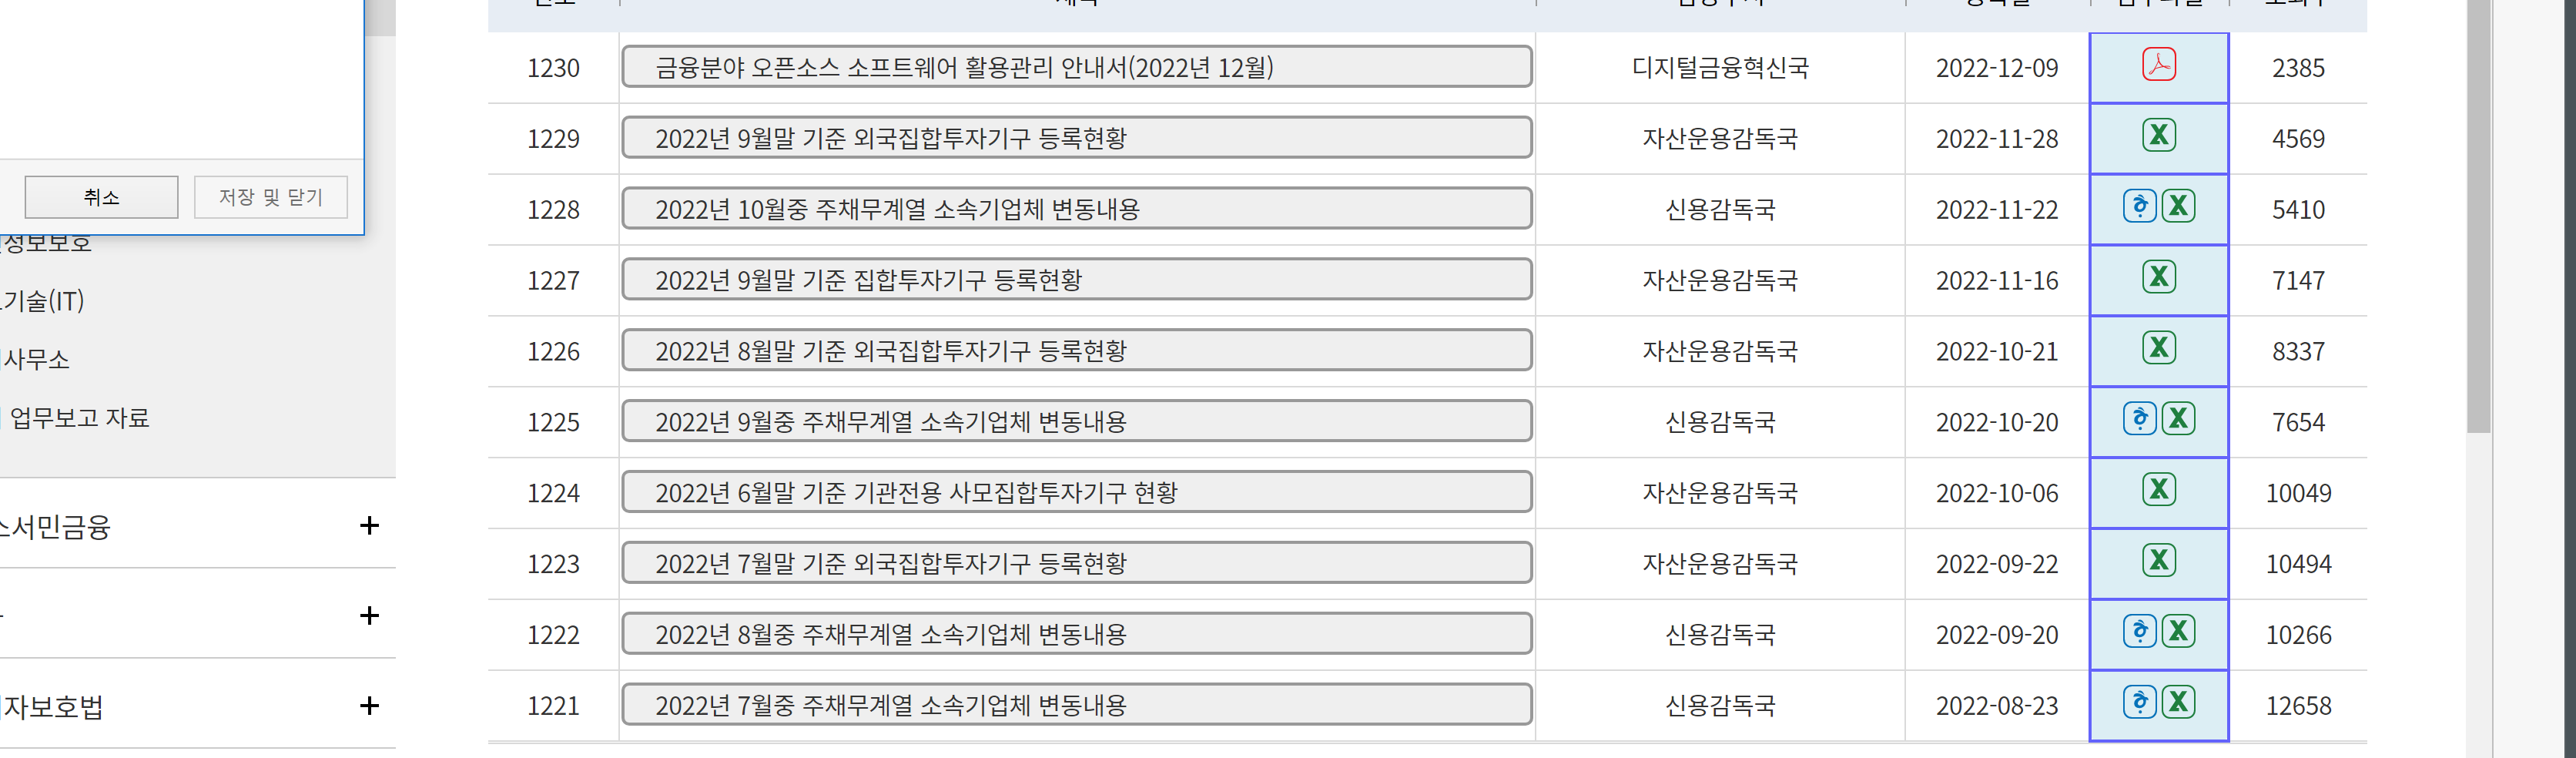 취소
저장 및 닫기
정보보호
기술(IT)
사무소
업무보고 자료
서민금융
자보호법
1230 금융분야 오픈소스 소프트웨어 활용관리 안내서(2022년 12월) 디지털금융혁신국 2022-12-09 2385
1229 2022년 9월말 기준 외국집합투자기구 등록현황 자산운용감독국 2022-11-28 4569
1228 2022년 10월중 주채무계열 소속기업체 변동내용 신용감독국 2022-11-22 5410
1227 2022년 9월말 기준 집합투자기구 등록현황 자산운용감독국 2022-11-16 7147
1226 2022년 8월말 기준 외국집합투자기구 등록현황 자산운용감독국 2022-10-21 8337
1225 2022년 9월중 주채무계열 소속기업체 변동내용 신용감독국 2022-10-20 7654
1224 2022년 6월말 기준 기관전용 사모집합투자기구 현황 자산운용감독국 2022-10-06 10049
1223 2022년 7월말 기준 외국집합투자기구 등록현황 자산운용감독국 2022-09-22 10494
1222 2022년 8월중 주채무계열 소속기업체 변동내용 신용감독국 2022-09-20 10266
1221 2022년 7월중 주채무계열 소속기업체 변동내용 신용감독국 2022-08-23 12658